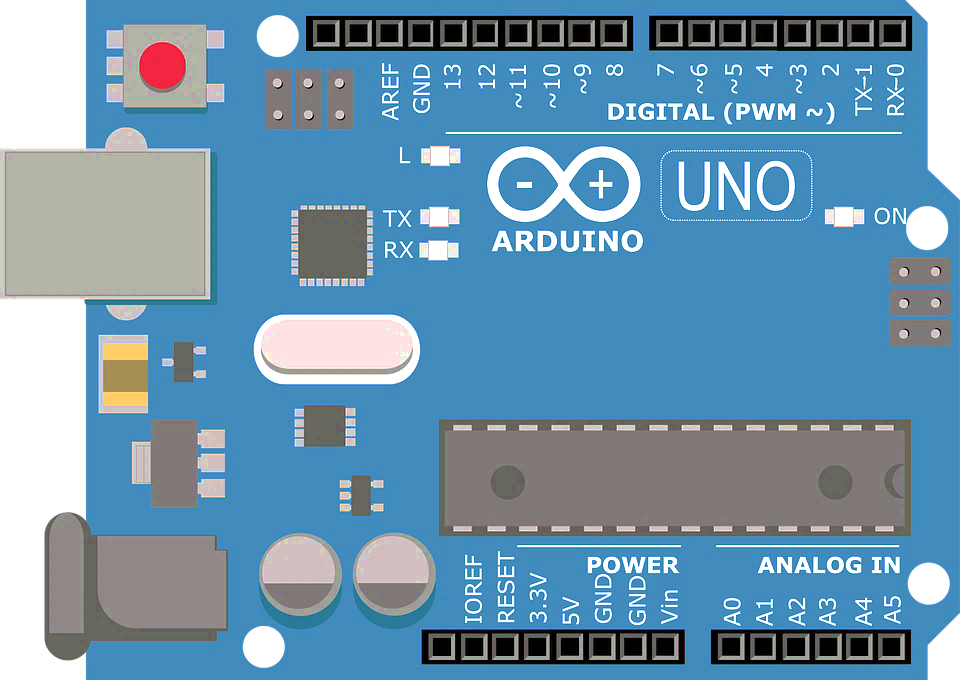 AREF
GND
13
12
~11
~10
~9
8
7
~6
~5
4
~3
2
TX-1
RX-0
DIGITAL (PWM ~)
L
- +
UNO
TX
ON
ARDUINO
RX
POWER
ANALOG IN
IOREF
RESET
3.3V
5V
GND
GND
Vin
A0
A1
A2
A3
A4
A5